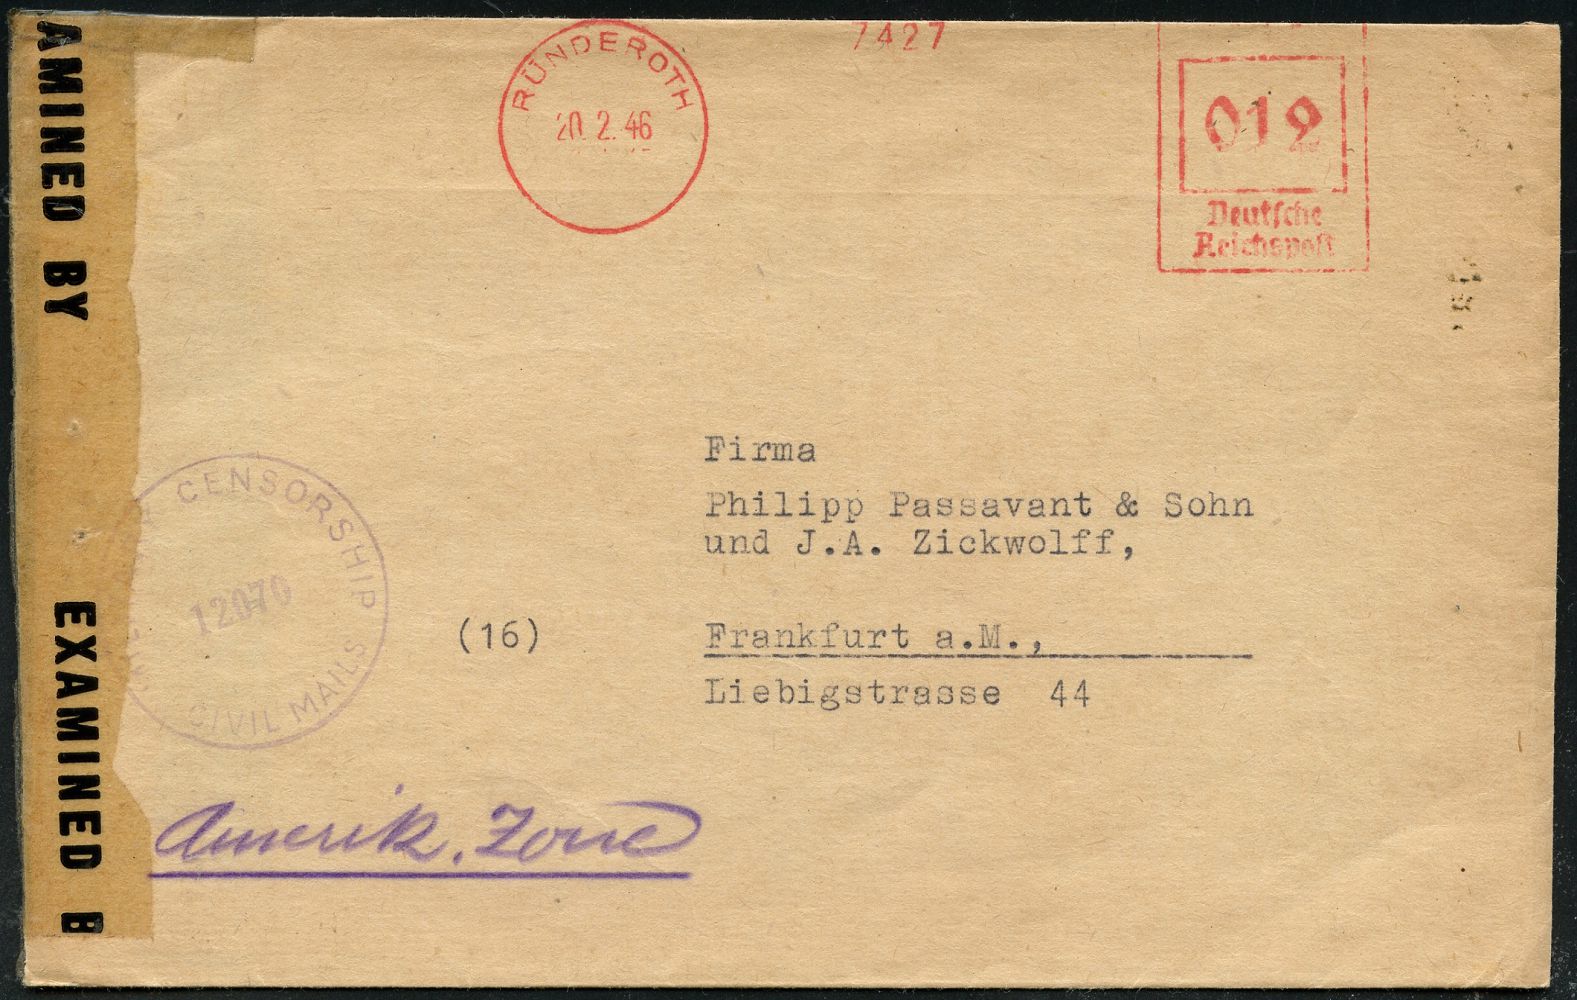 AMINED BY
EXAMINED B
RÜNDEROTH
20.2.46
7427
012
Deutsche
Reichspost
Firma
Philipp Passavant & Sohn
und J.A. Zickwolff,
(16) Frankfurt a.M.,
Liebigstrasse 44
CENSORSHIP
12070
CIVIL MAILS
Amerik. Zone